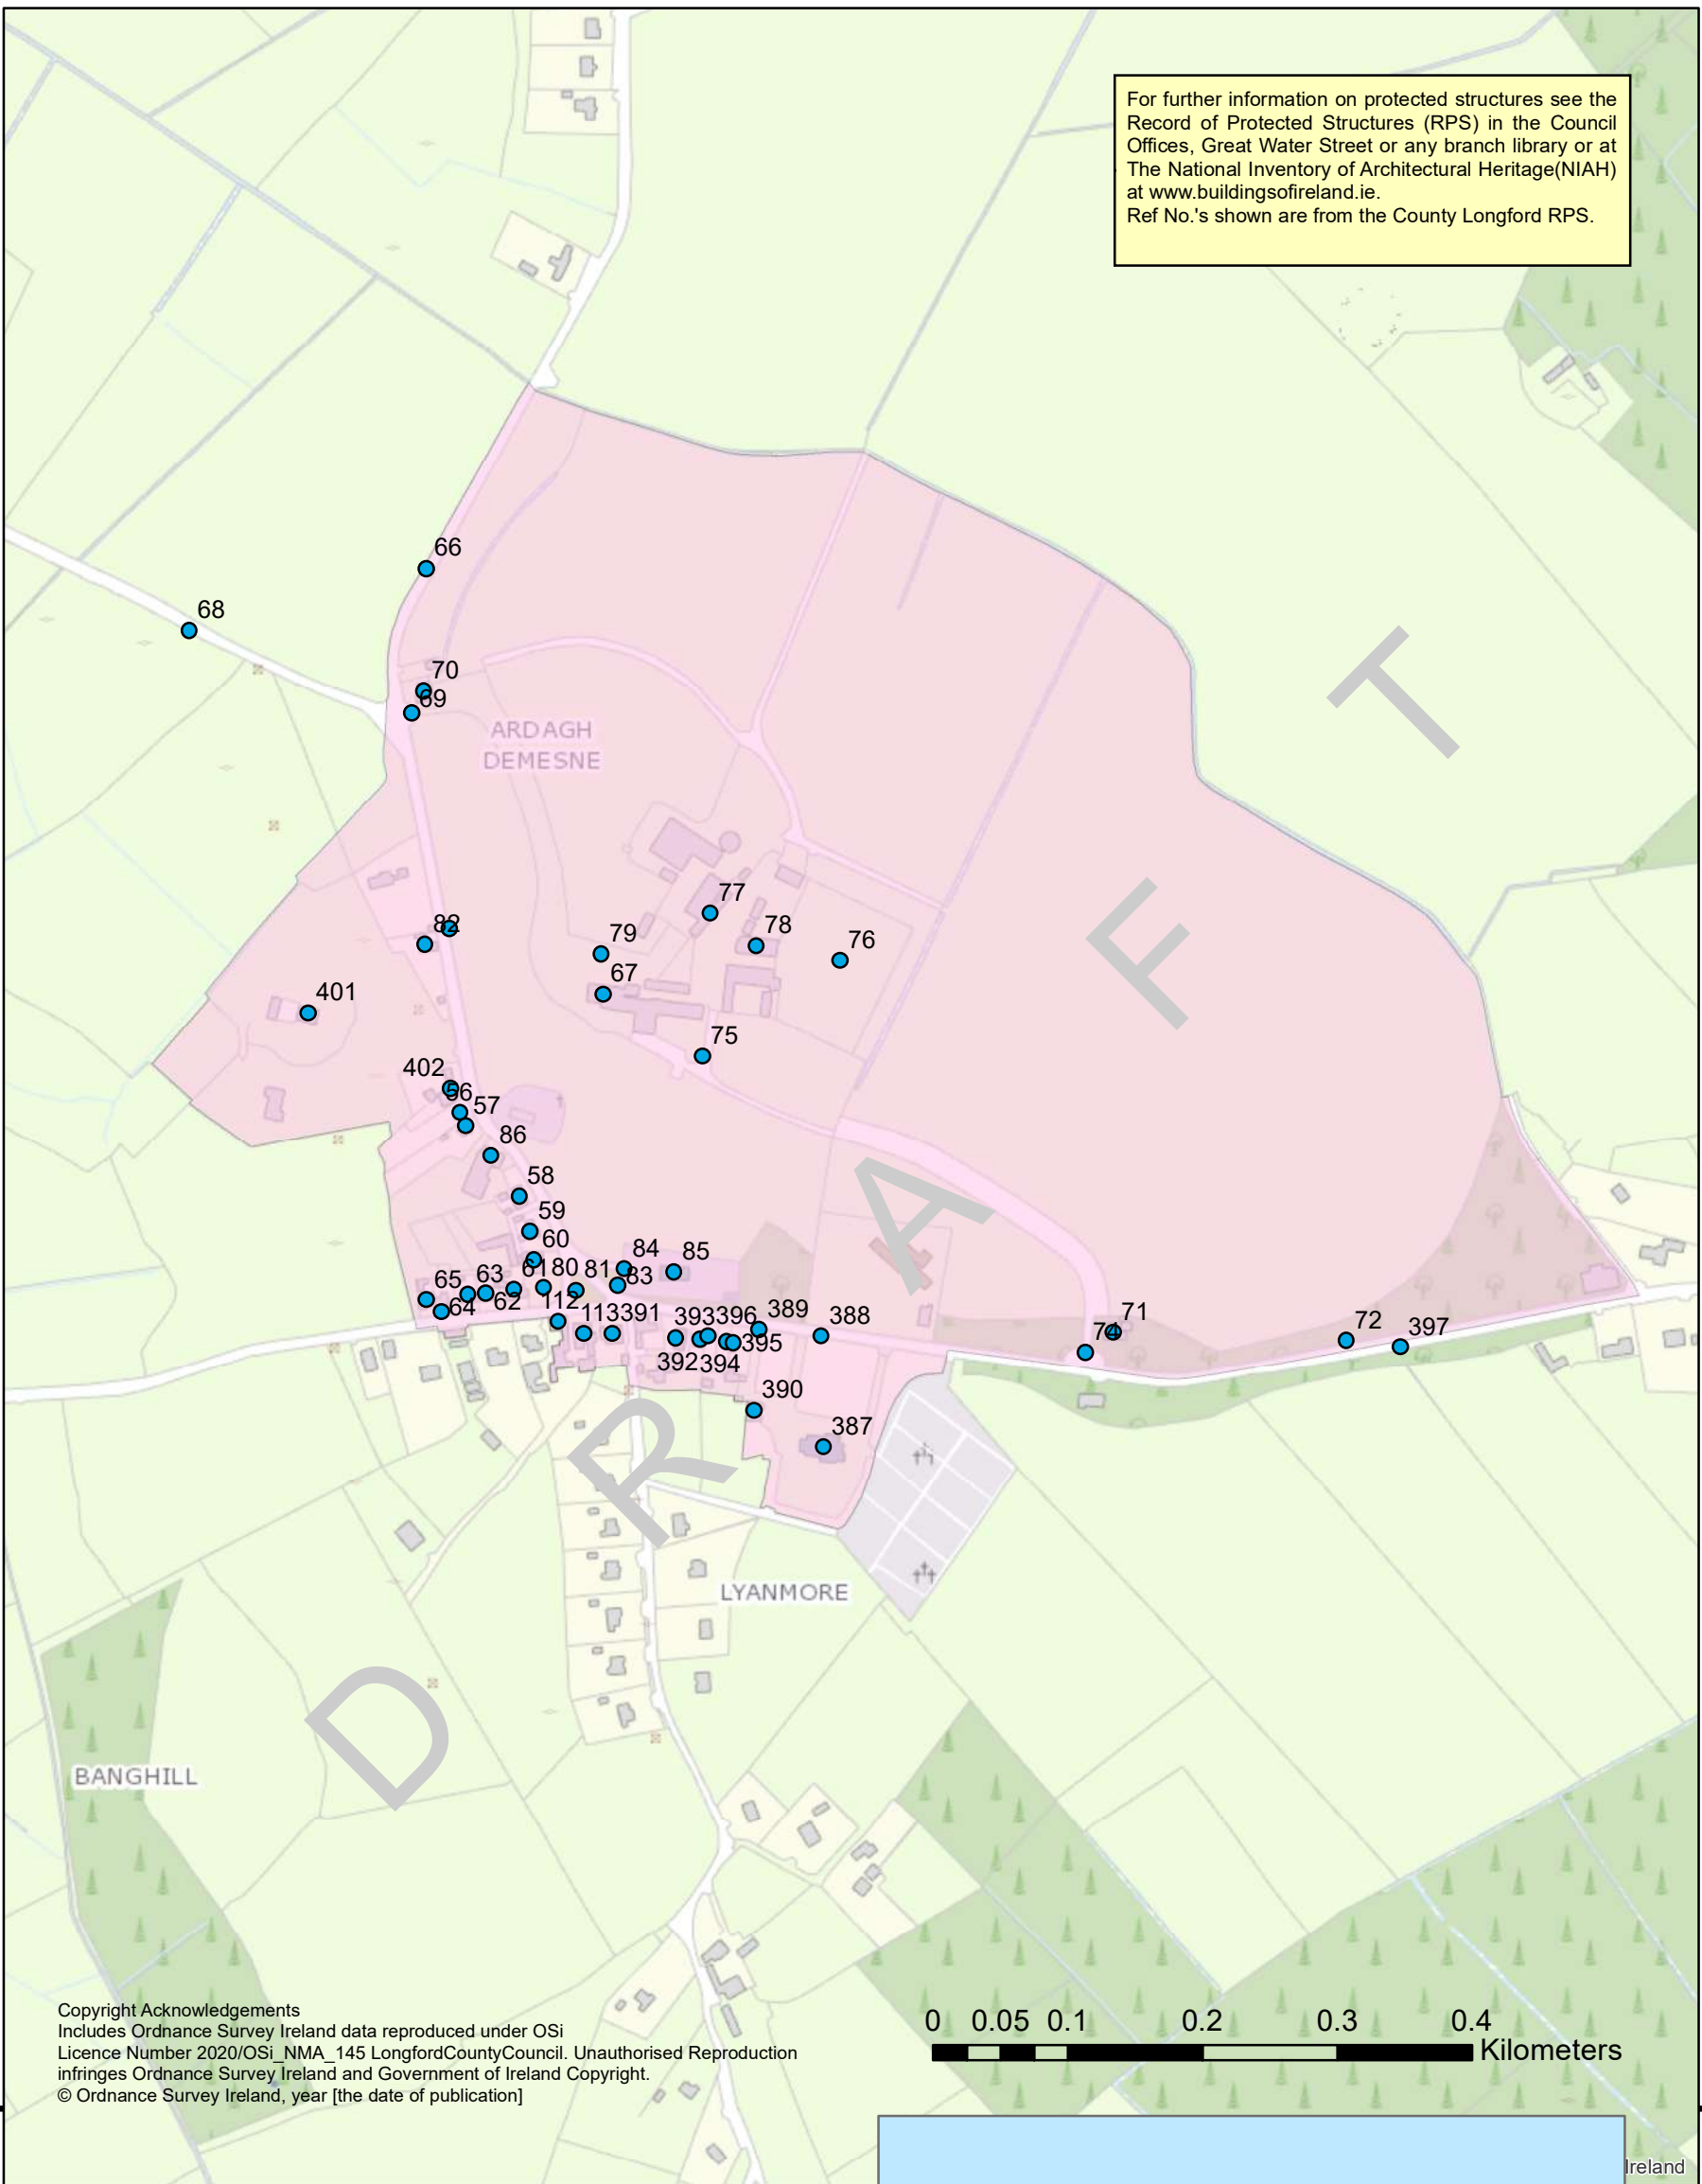 For further information on protected structures see the
Record of Protected Structures (RPS) in the Council
Offices, Great Water Street or any branch library or at
The National Inventory of Architectural Heritage(NIAH)
at www.buildingsofireland.ie.
Ref No.'s shown are from the County Longford RPS.
66
68
70
69
ARDAGH
DEMESNE
T
77
82
79
78
76
F
67
401
75
402
56
57
86
58
A
59
60
84
85
65
63
61
80
81
83
64
62
112
113
391
393
396
389
388
71
72
397
74
395
392
394
390
387
R
LYANMORE
D
BANGHILL
Copyright Acknowledgements
Includes Ordnance Survey Ireland data reproduced under OSi
Licence Number 2020/OSi_NMA_145 LongfordCountyCouncil. Unauthorised Reproduction
infringes Ordnance Survey Ireland and Government of Ireland Copyright.
© Ordnance Survey Ireland, year [the date of publication]
0 0.05 0.1 0.2 0.3 0.4
Kilometers
Ireland